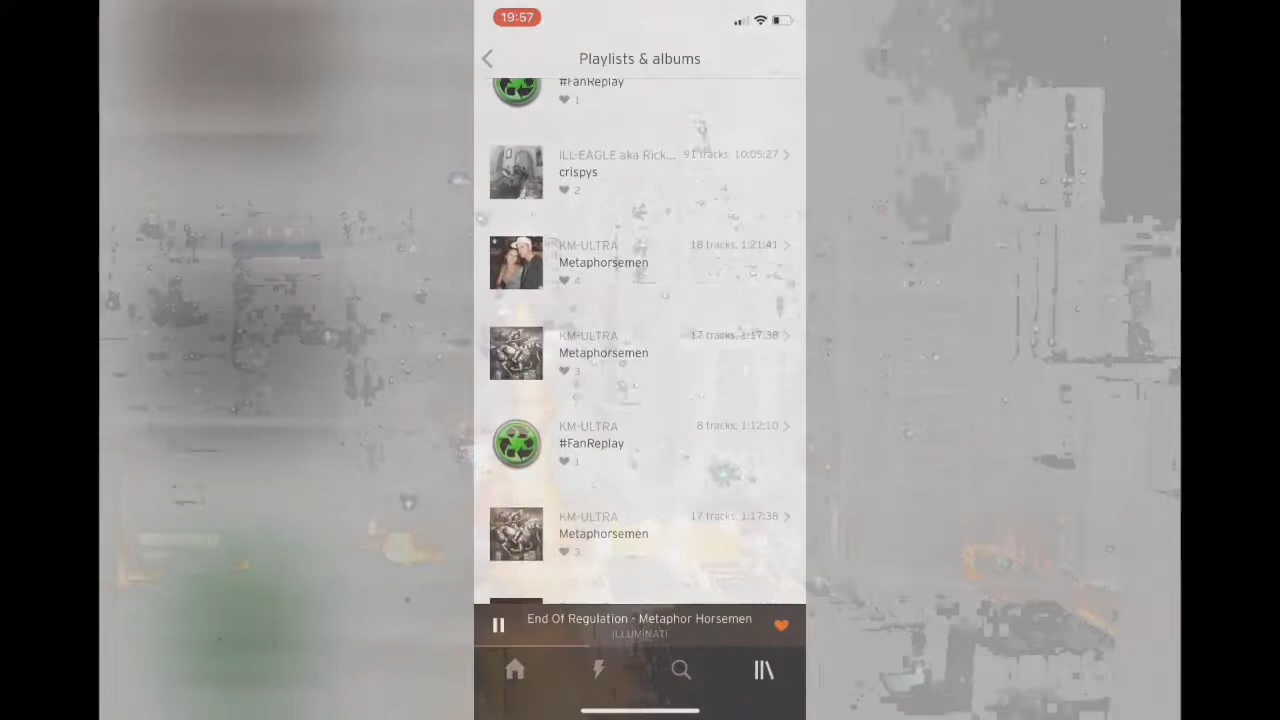 19:57
Playlists & albums
#FanReplay
1
iLL-EAGLE aka Rick... 91 tracks, 10:05:27
crispys
2
KM-ULTRA 18 tracks, 1:21:41
Metaphorsemen
4
KM-ULTRA 17 tracks, 1:17:38
Metaphorsemen
3
KM-ULTRA 8 tracks, 1:12:10
#FanReplay
1
KM-ULTRA 17 tracks, 1:17:38
Metaphorsemen
3
End Of Regulation - Metaphor Horsemen
ILLUMiNATi